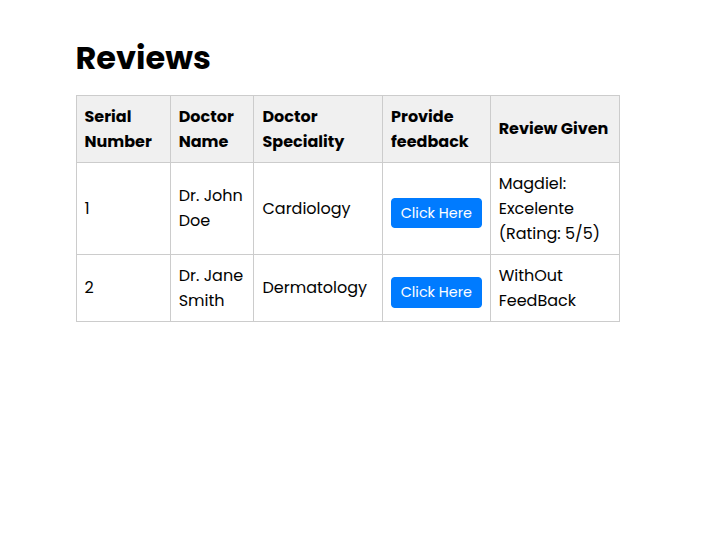 Reviews
Serial
Number
Doctor
Name
Doctor
Speciality
Provide
feedback
Review Given
1
Dr. John
Doe
Cardiology
Click Here
Magdiel:
Excelente
(Rating: 5/5)
2
Dr. Jane
Smith
Dermatology
Click Here
WithOut
FeedBack